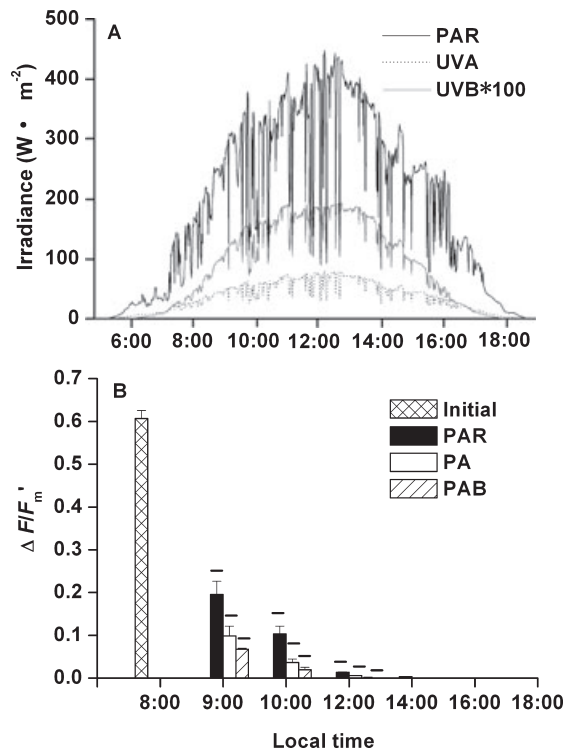 A
PAR
UVA
UVB*100
Irradiance (W • m-2)
500
400
300
200
100
0
6:00 8:00 10:00 12:00 14:00 16:00 18:00
B
Initial
PAR
PA
PAB
Δ F/Fm'
0.7
0.6
0.5
0.4
0.3
0.2
0.1
0.0
8:00 9:00 10:00 12:00 14:00 16:00 18:00
Local time